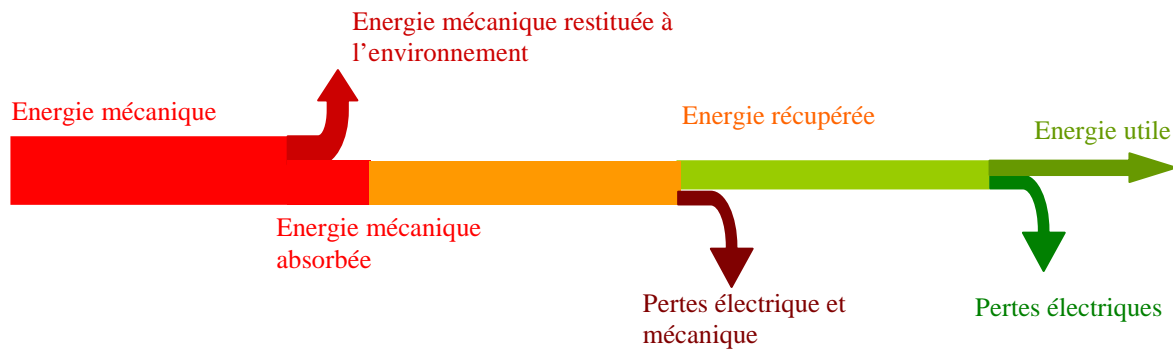 Energie mécanique restituée à
l’environnement
Energie mécanique
Energie récupérée
Energie utile
Energie mécanique
absorbée
Pertes électrique et
mécanique
Pertes électriques